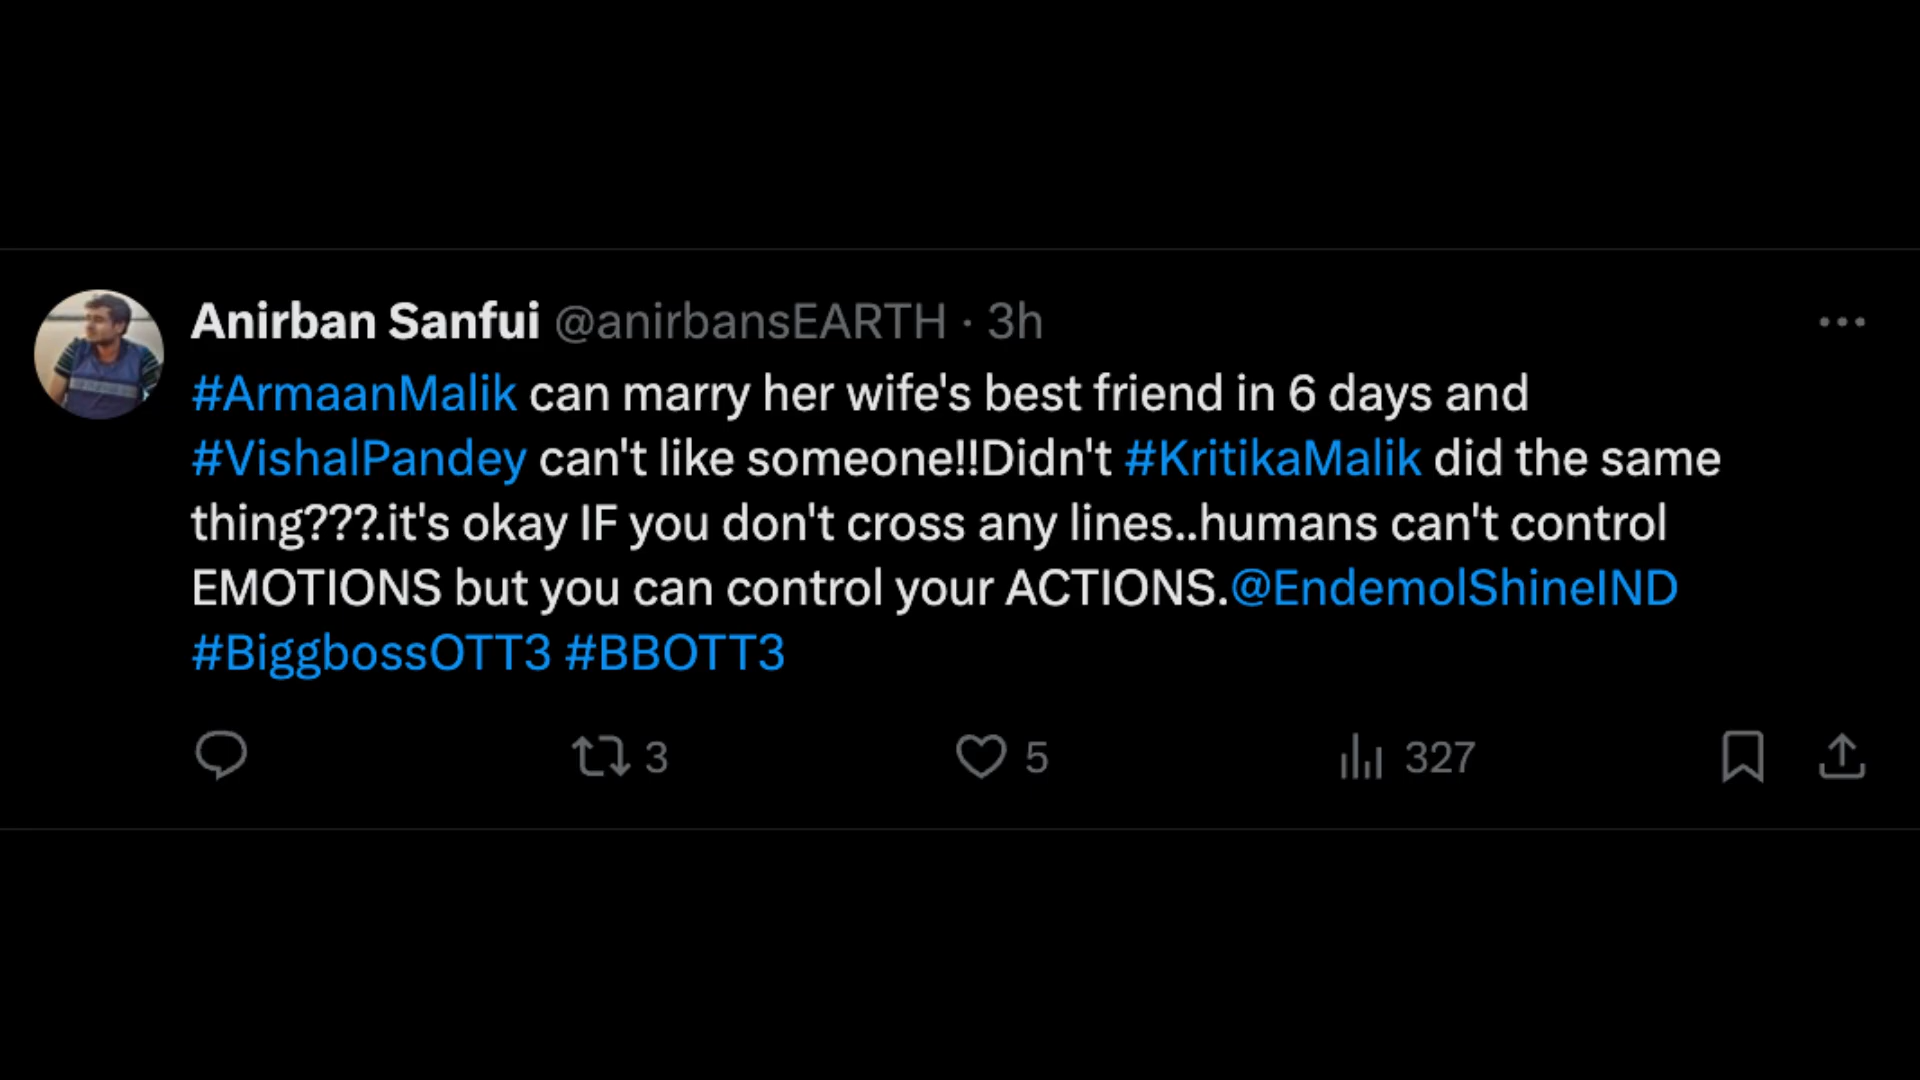 Anirban Sanfui @anirbansEARTH · 3h
#ArmaanMalik can marry her wife's best friend in 6 days and
#VishalPandey can't like someone!!Didn't #KritikaMalik did the same
thing???.it's okay IF you don't cross any lines..humans can't control
EMOTIONS but you can control your ACTIONS.@EndemolShineIND
#BiggbossOTT3 #BBOTT3
3 5 327